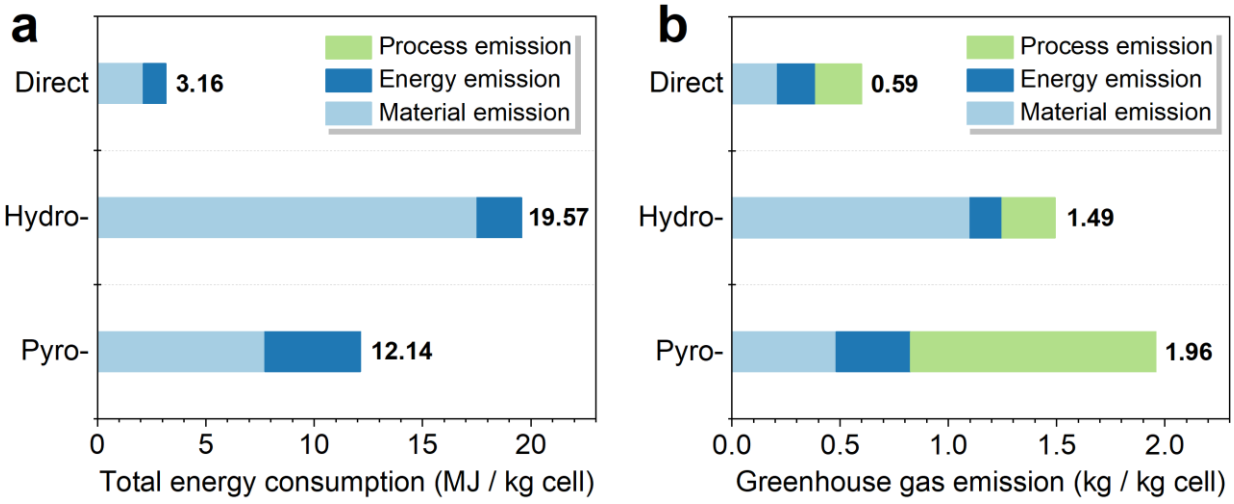 a
Process emission
Energy emission
Material emission
Direct
3.16
Hydro-
19.57
Pyro-
12.14
0 5 10 15 20
Total energy consumption (MJ / kg cell)
b
Process emission
Energy emission
Material emission
Direct
0.59
Hydro-
1.49
Pyro-
1.96
0.0 0.5 1.0 1.5 2.0
Greenhouse gas emission (kg / kg cell)